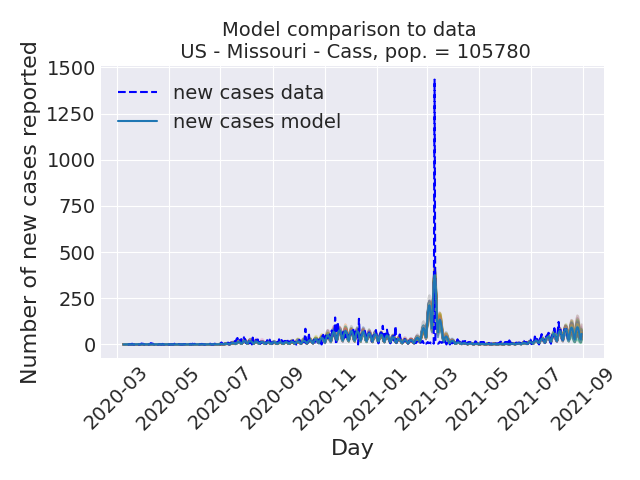 Model comparison to data
US - Missouri - Cass, pop. = 105780
Number of new cases reported
1500
1250
1000
750
500
250
0
new cases data
new cases model
2020-03
2020-05
2020-07
2020-09
2020-11
2021-01
2021-03
2021-05
2021-07
2021-09
Day